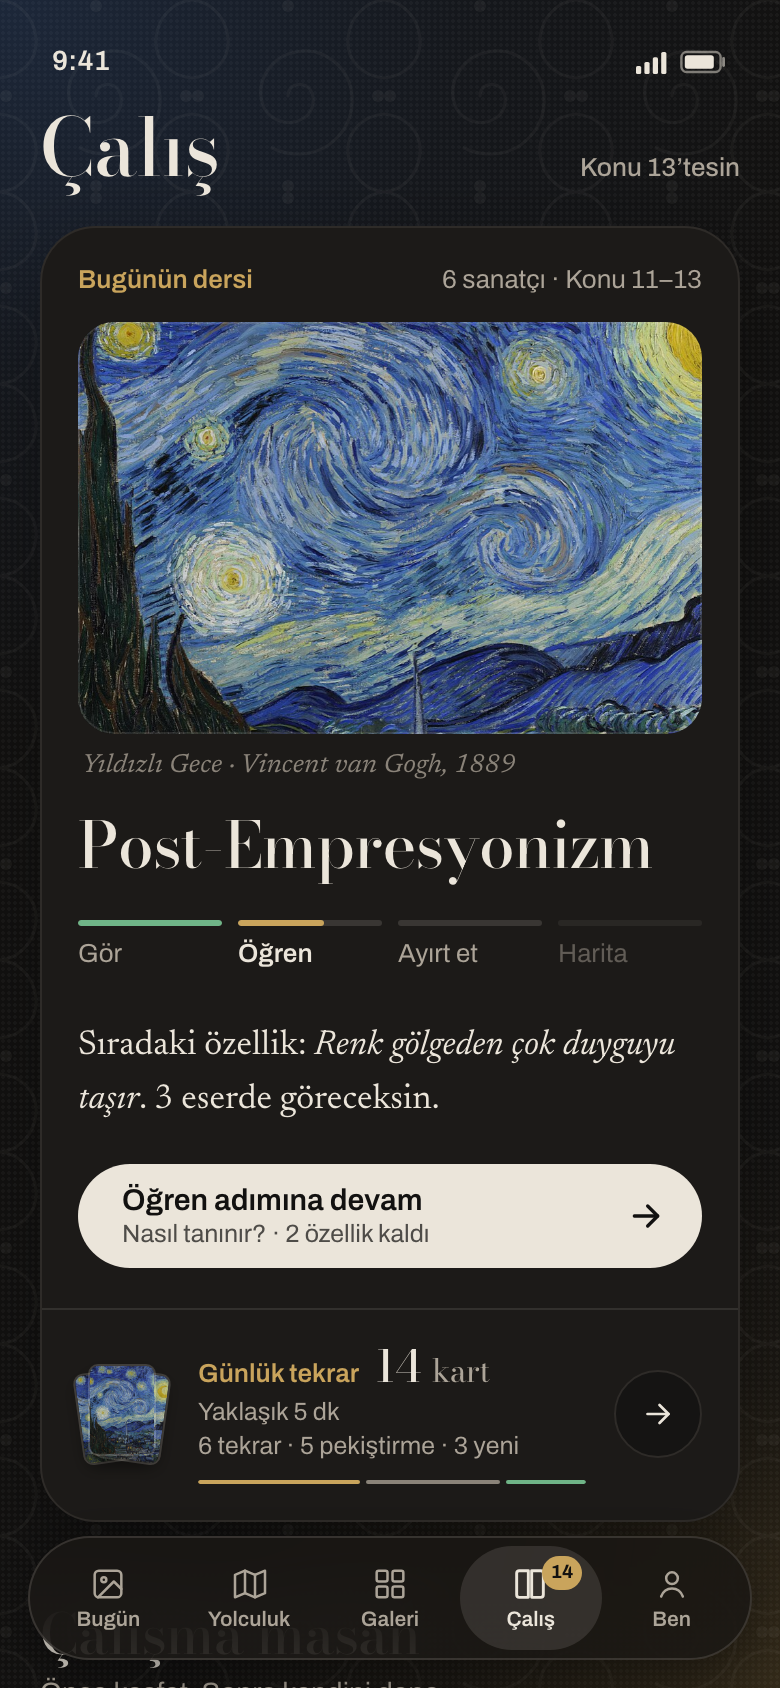 9:41
Çalış
Konu 13’tesin
Bugünün dersi
6 sanatçı · Konu 11–13
Yıldızlı Gece · Vincent van Gogh, 1889
Post-Empresyonizm
Gör
Öğren
Ayırt et
Harita
Sıradaki özellik: Renk gölgeden çok duyguyu
taşır. 3 eserde göreceksin.
Öğren adımına devam
Nasıl tanınır? · 2 özellik kaldı
Günlük tekrar 14 kart
Yaklaşık 5 dk
6 tekrar · 5 pekiştirme · 3 yeni
14
Bugün
Yolculuk
Galeri
Çalış
Ben
Çalışma masan